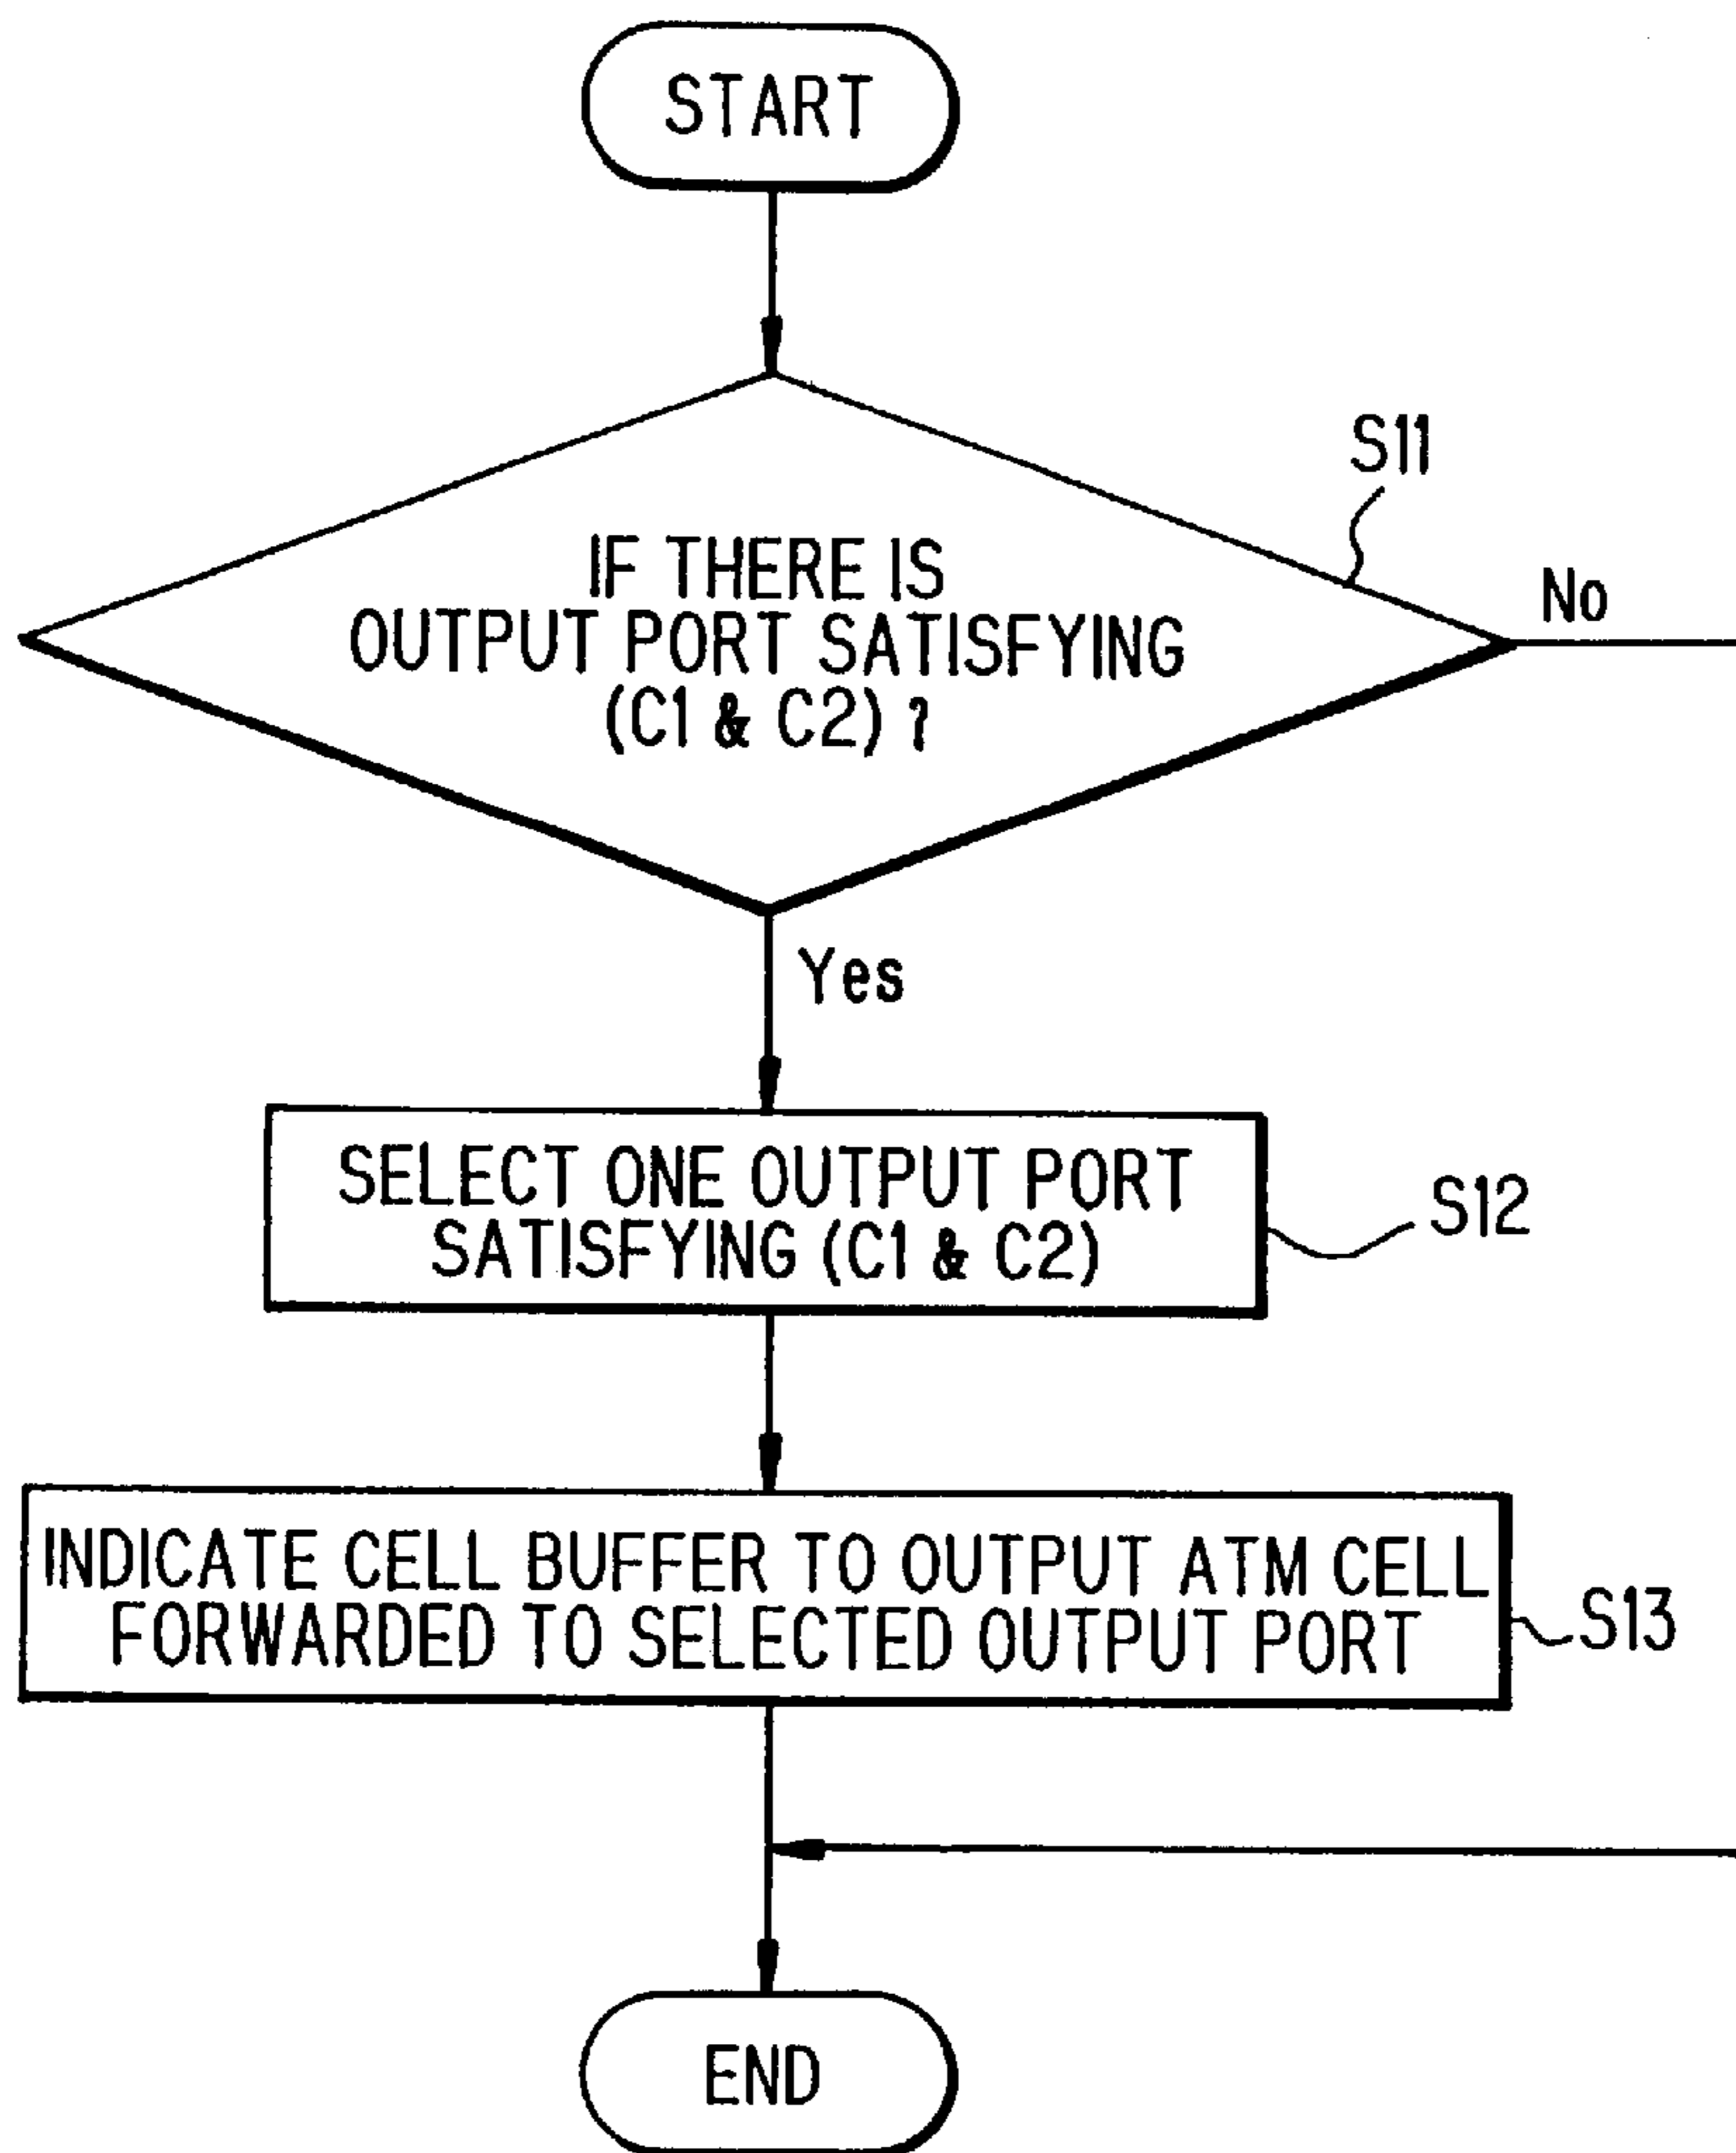 START
S11
IF THERE IS
OUTPUT PORT SATISFYING
(C1 & C2) ?
No
Yes
SELECT ONE OUTPUT PORT
SATISFYING (C1 & C2)
S12
INDICATE CELL BUFFER TO OUTPUT ATM CELL
FORWARDED TO SELECTED OUTPUT PORT
S13
END